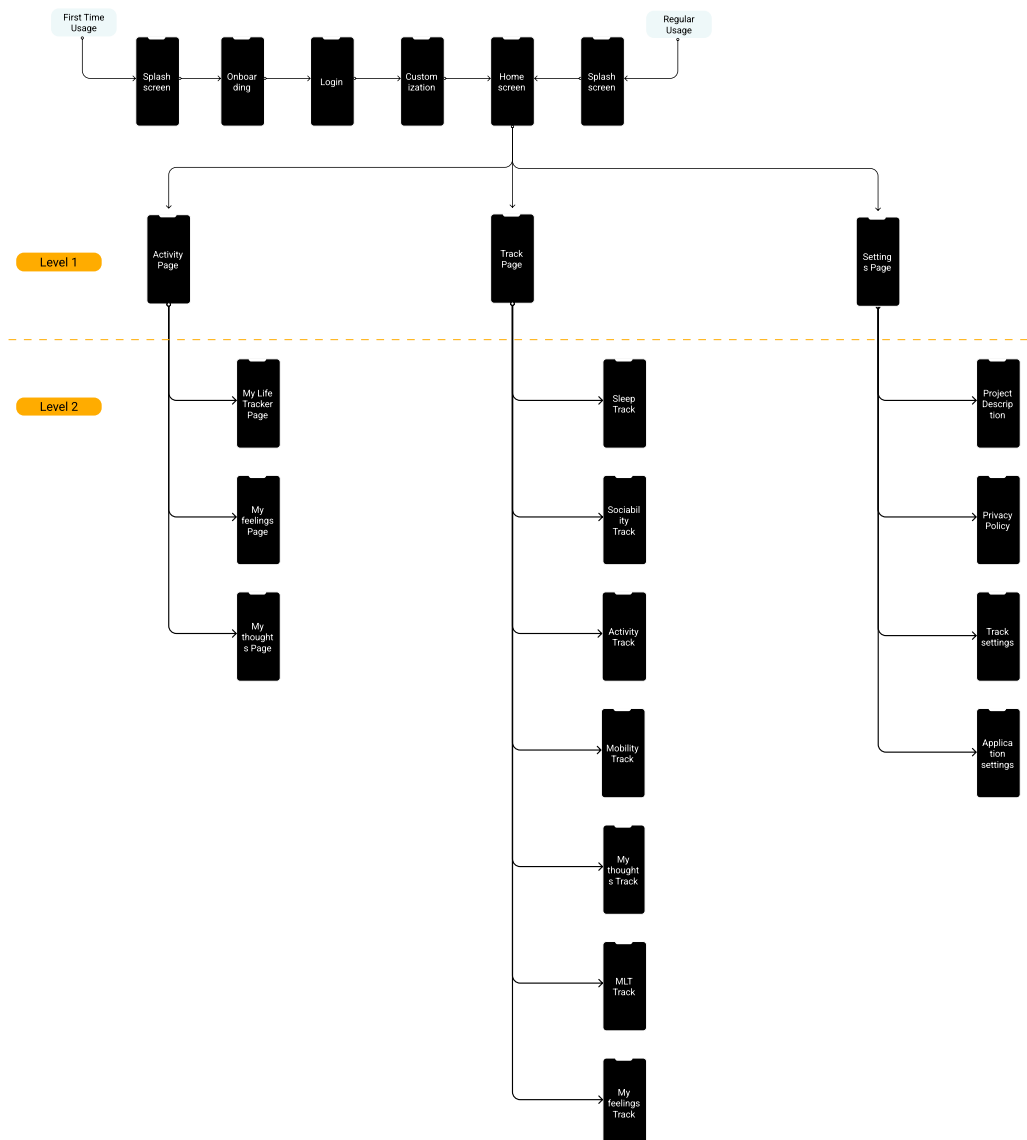 First Time
Usage
Regular
Usage
Splash
screen
Onboar
ding
Login
Custom
ization
Home
screen
Splash
screen
Level 1
Activity
Page
Track
Page
Setting
s Page
Level 2
My Life
Tracker
Page
Sleep
Track
Project
Descrip
tion
My
feelings
Page
Sociabil
ity
Track
Privacy
Policy
My
thought
s Page
Activity
Track
Track
settings
Mobility
Track
Applica
tion
settings
My
thought
s Track
MLT
Track
My
feelings
Track